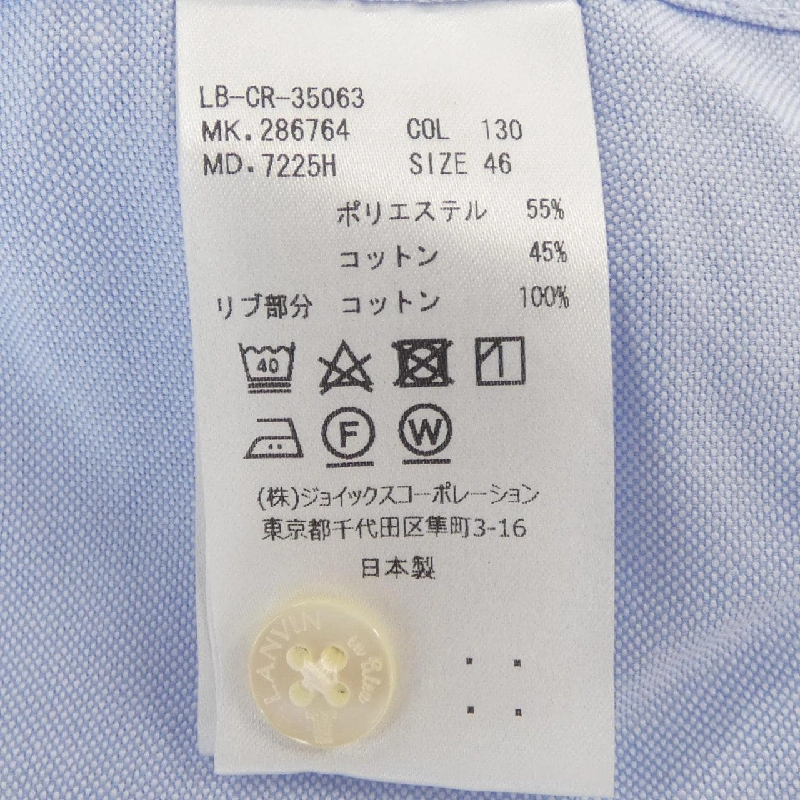 LB-CR-35063
MK.286764 COL 130
MD.7225H SIZE 46
ポリエステル 55%
コットン 45%
リブ部分 コットン 100%
40
F W
(株)ジョイックスコーポレーション
東京都千代田区隼町3-16
日本製
LANVIN en Bleu